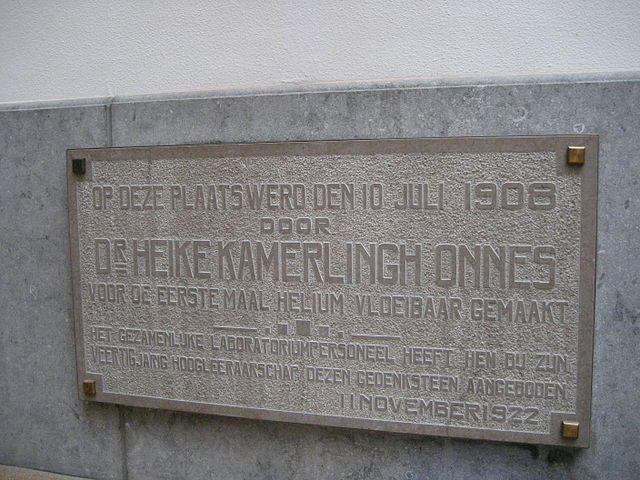 OP DEZE PLAATS WERD DEN 10 JULI 1908
DOOR
DR HEIKE KAMERLINGH ONNES
VOOR DE EERSTE MAAL HELIUM VLOEIBAAR GEMAAKT
HET GEZAMENLIJKE LABORATORIUMPERSONEEL HEEFT HEN BIJ ZIJN
VEERTIGJARIG HOOGLEERAARSCHAP DEZEN GEDENKSTEEN AANGEBODEN
11 NOVEMBER 1922